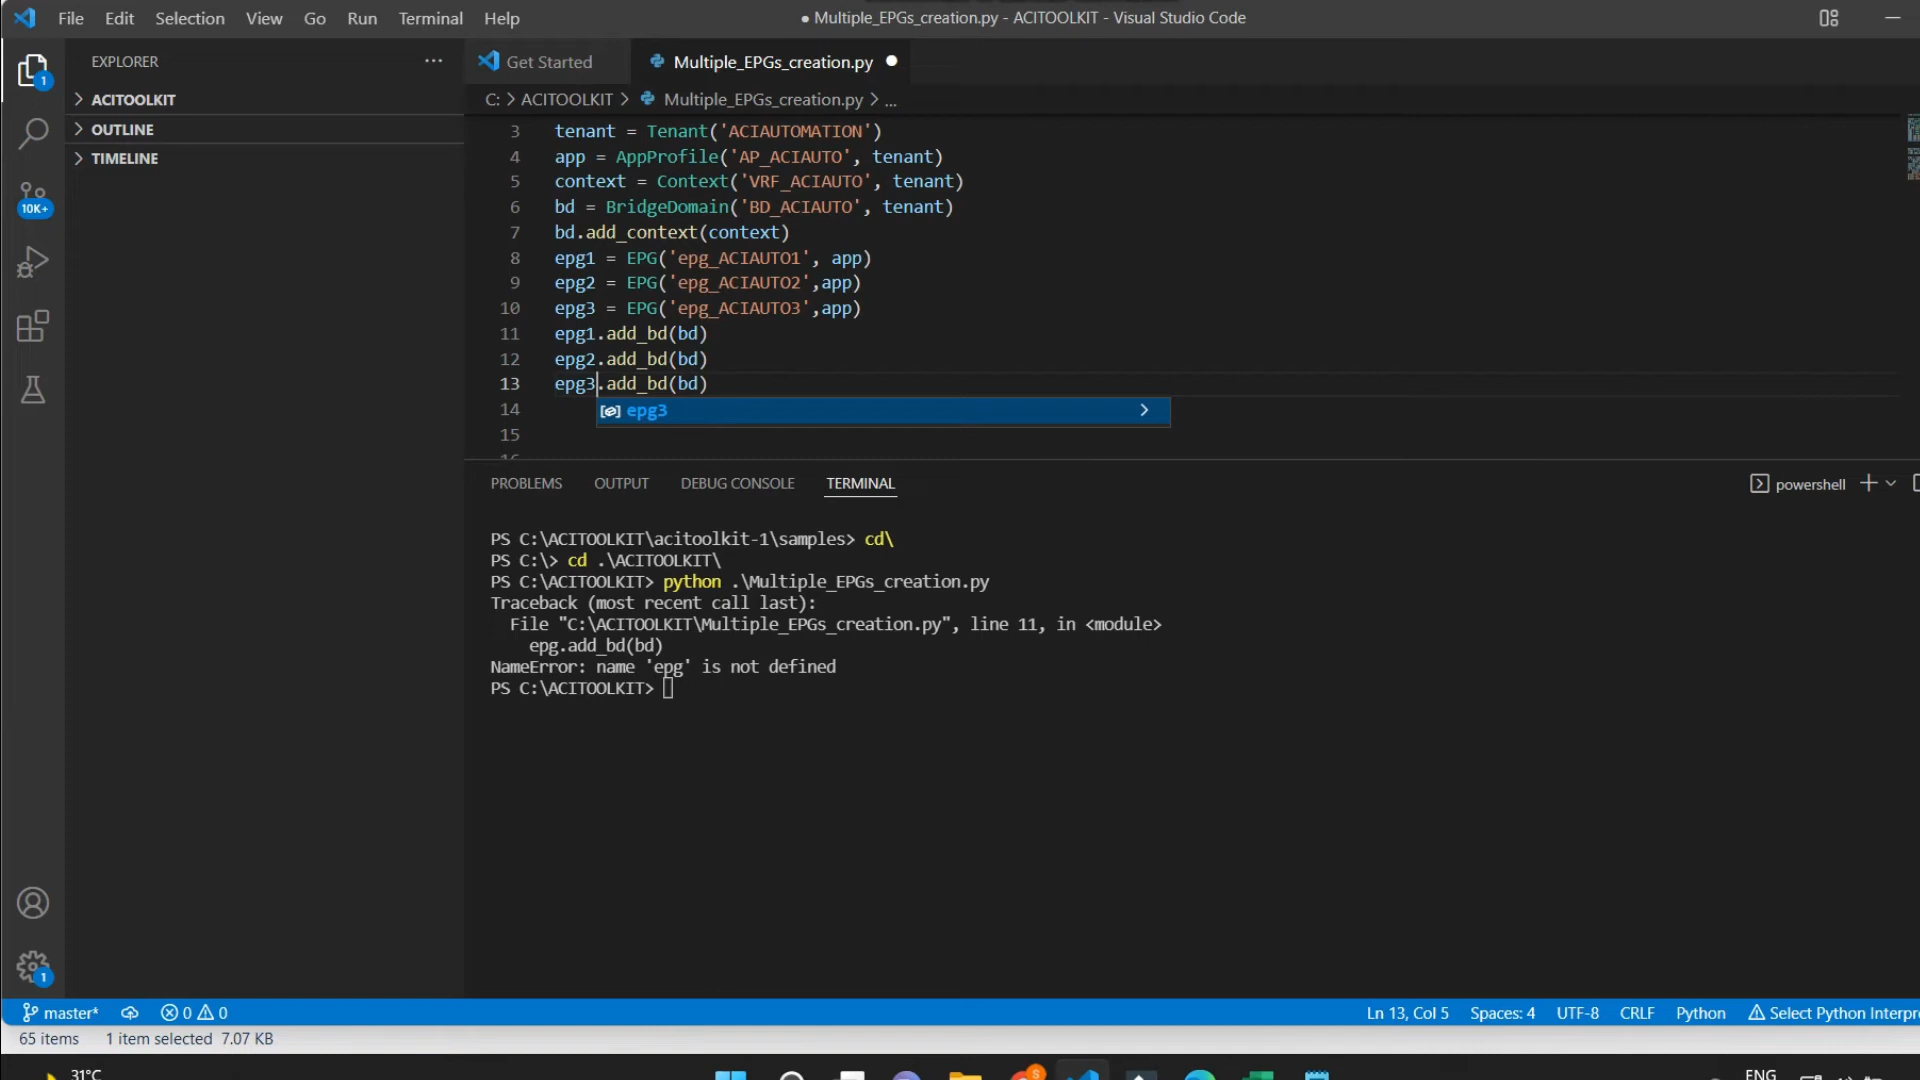 File Edit Selection View Go Run Terminal Help
● Multiple_EPGs_creation.py - ACITOOLKIT - Visual Studio Code
EXPLORER ...
Get Started
Multiple_EPGs_creation.py ●
1
> ACITOOLKIT
> OUTLINE
> TIMELINE
10K+
C: > ACITOOLKIT > Multiple_EPGs_creation.py > ...
3 tenant = Tenant('ACIAUTOMATION')
4 app = AppProfile('AP_ACIAUTO', tenant)
5 context = Context('VRF_ACIAUTO', tenant)
6 bd = BridgeDomain('BD_ACIAUTO', tenant)
7 bd.add_context(context)
8 epg1 = EPG('epg_ACIAUTO1', app)
9 epg2 = EPG('epg_ACIAUTO2',app)
10 epg3 = EPG('epg_ACIAUTO3',app)
11 epg1.add_bd(bd)
12 epg2.add_bd(bd)
13 epg3.add_bd(bd)
14
epg3
15
16
PROBLEMS OUTPUT DEBUG CONSOLE TERMINAL
powershell
PS C:\ACITOOLKIT\acitoolkit-1\samples> cd\
PS C:\> cd .\ACITOOLKIT\
PS C:\ACITOOLKIT> python .\Multiple_EPGs_creation.py
Traceback (most recent call last):
File "C:\ACITOOLKIT\Multiple_EPGs_creation.py", line 11, in <module>
epg.add_bd(bd)
NameError: name 'epg' is not defined
PS C:\ACITOOLKIT>
1
master* 0 0
Ln 13, Col 5 Spaces: 4 UTF-8 CRLF Python Select Python Interpre
65 items 1 item selected 7.07 KB
31°C
S
ENG